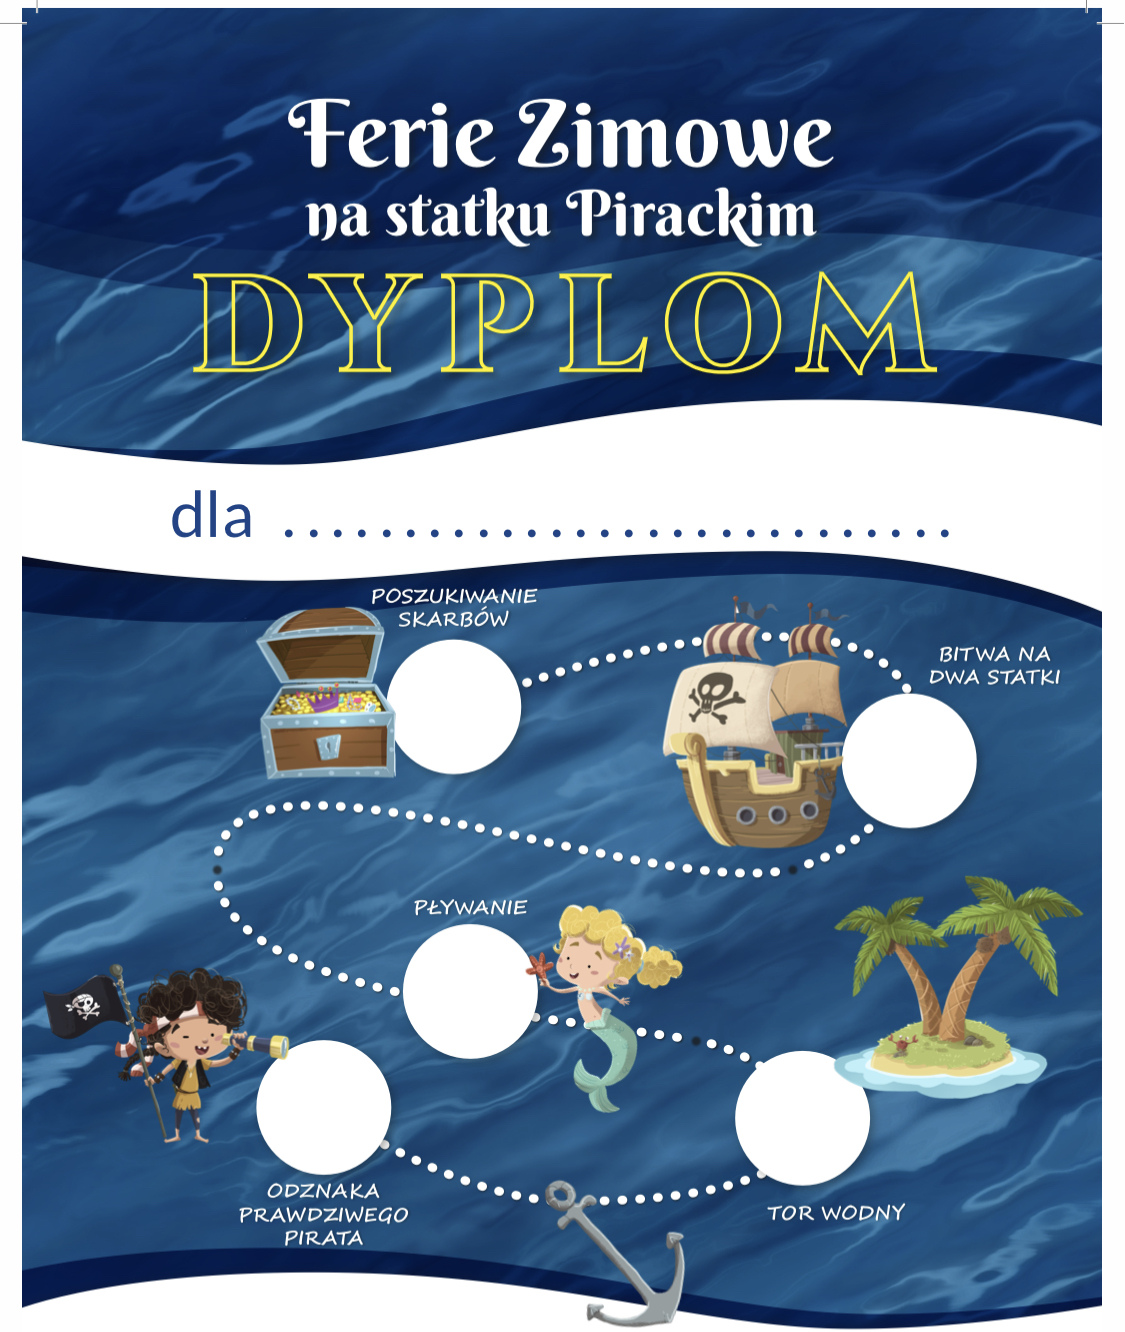 Ferie Zimowe
na statku Pirackim
DYPLOM
dla ............................
POSZUKIWANIE
SKARBÓW
BITWA NA
DWA STATKI
PŁYWANIE
ODZNAKA
PRAWDZIWEGO
PIRATA
TOR WODNY